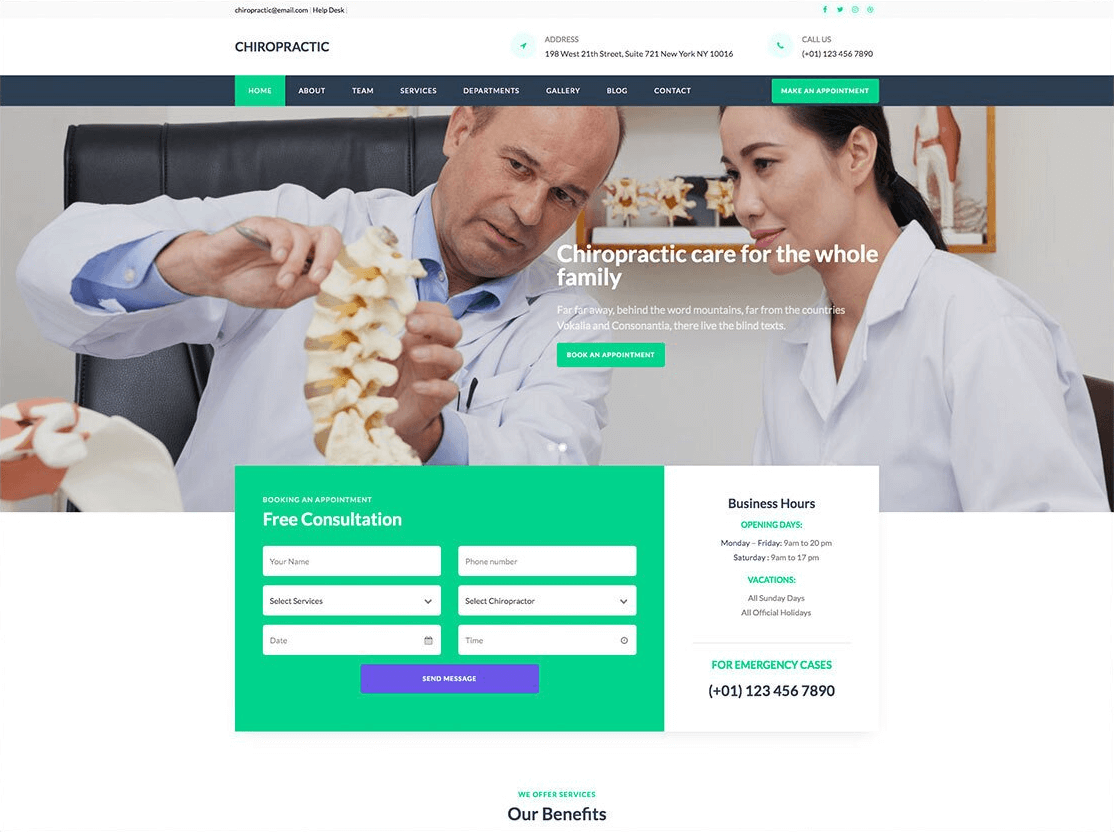 chiropractic@email.com | Help Desk |
CHIROPRACTIC
ADDRESS
198 West 21th Street, Suite 721 New York NY 10016
CALL US
(+01) 123 456 7890
HOME ABOUT TEAM SERVICES DEPARTMENTS GALLERY BLOG CONTACT MAKE AN APPOINTMENT
Chiropractic care for the whole
family
Far far away, behind the word mountains, far from the countries
Vokalia and Consonantia, there live the blind texts.
BOOK AN APPOINTMENT
BOOKING AN APPOINTMENT
Free Consultation
Your Name Phone number
Select Services Select Chiropractor
Date Time
SEND MESSAGE
Business Hours
OPENING DAYS:
Monday – Friday: 9am to 20 pm
Saturday : 9am to 17 pm
VACATIONS:
All Sunday Days
All Official Holidays
FOR EMERGENCY CASES
(+01) 123 456 7890
WE OFFER SERVICES
Our Benefits